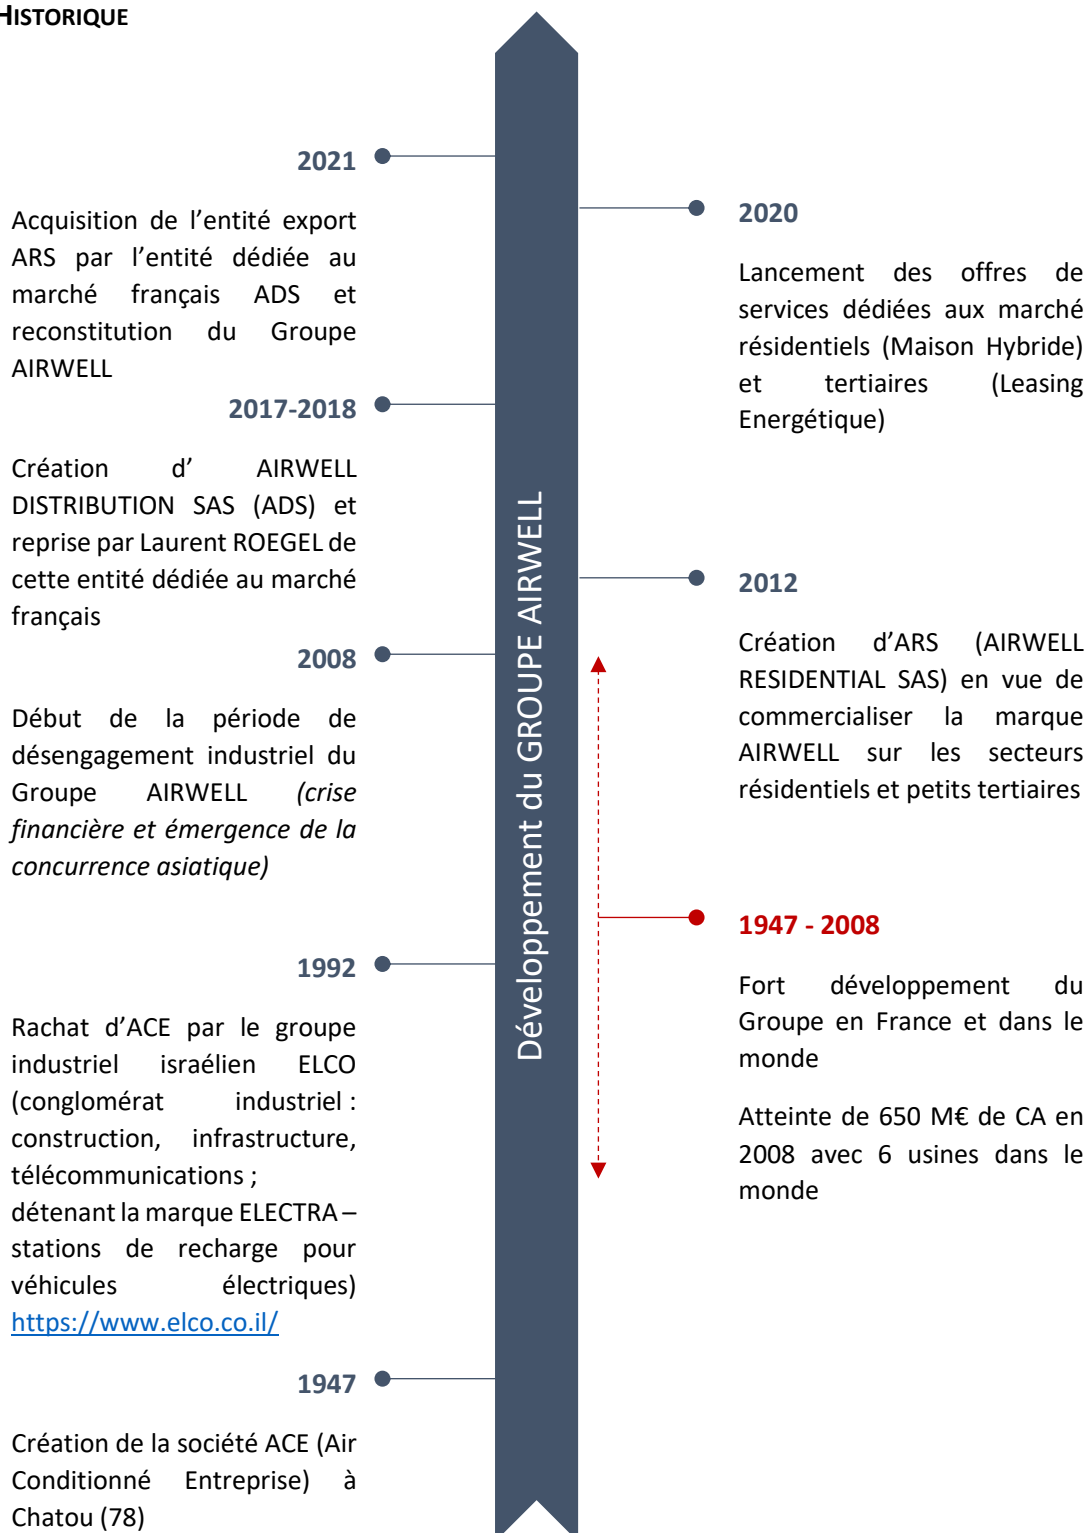 HISTORIQUE
2021
Acquisition de l’entité export
ARS par l’entité dédiée au
marché français ADS et
reconstitution du Groupe
AIRWELL
2020
Lancement des offres de
services dédiées aux marché
résidentiels (Maison Hybride)
et tertiaires (Leasing
Energétique)
2017-2018
Création d’ AIRWELL
DISTRIBUTION SAS (ADS) et
reprise par Laurent ROEGEL de
cette entité dédiée au marché
français
2012
Création d’ARS (AIRWELL
RESIDENTIAL SAS) en vue de
commercialiser la marque
AIRWELL sur les secteurs
résidentiels et petits tertiaires
2008
Début de la période de
désengagement industriel du
Groupe AIRWELL (crise
financière et émergence de la
concurrence asiatique)
Développement du GROUPE AIRWELL
1947 - 2008
Fort développement du
Groupe en France et dans le
monde
Atteinte de 650 M€ de CA en
2008 avec 6 usines dans le
monde
1992
Rachat d’ACE par le groupe
industriel israélien ELCO
(conglomérat industriel :
construction, infrastructure,
télécommunications ;
détenant la marque ELECTRA –
stations de recharge pour
véhicules électriques)
https://www.elco.co.il/
1947
Création de la société ACE (Air
Conditionné Entreprise) à
Chatou (78)